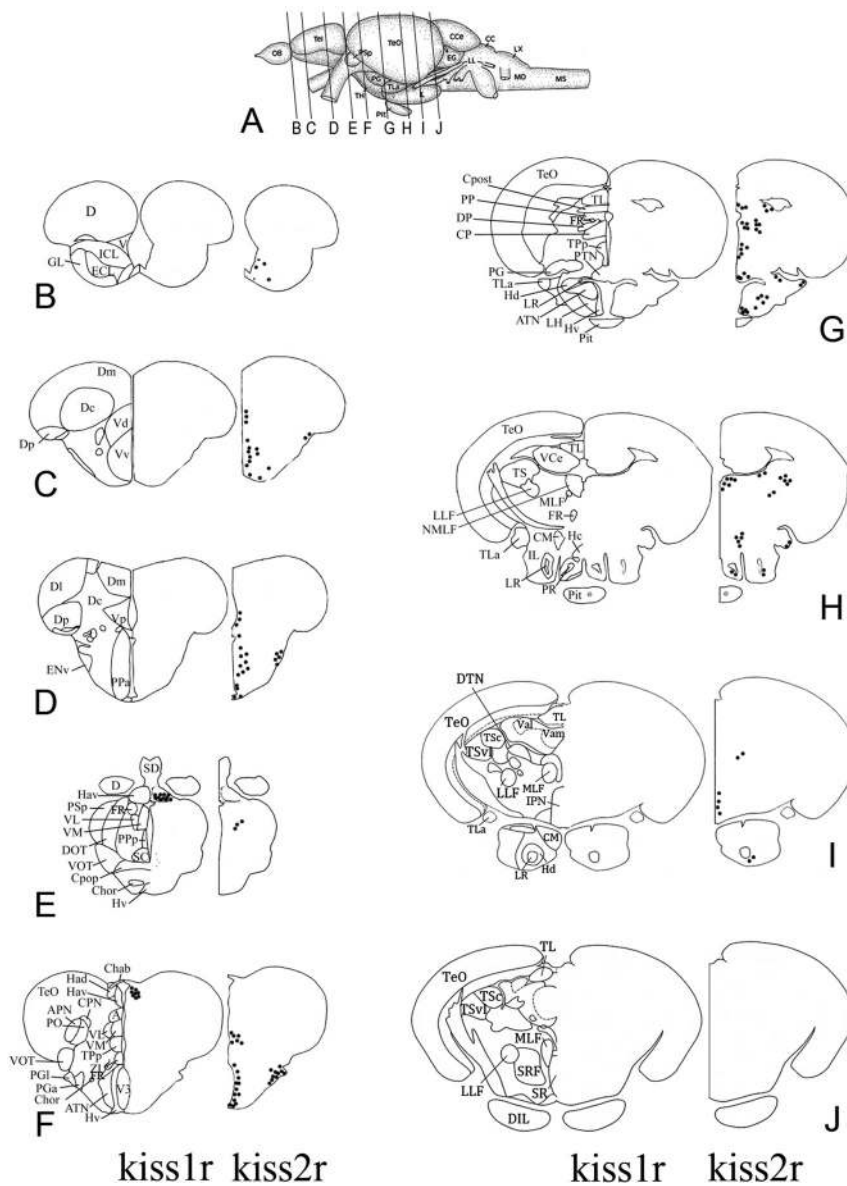 OB Tel TeO CCe CC LX
PSp EG LL
PG TLa TH IL MO MS
Pit
A
B C D E F G H I J
D
V
ICL
GL ECL
B
Dm
Dc
Vd
Dp Vv
C
Dl Dm
Dc
Dp Vp
ENv PPa
D
SD
D
Hav
PSp FR
VL
VM
PPp
DOT
VOT SC
Cpop
Chor
Hv
E
Chab
Had
Hav
TeO CPN
APN
PO
VL
VM
VOT TPp
PGl ZL
FR
PGa V3
Chor ATN
Hv
F
kiss1r kiss2r
TeO
Cpost TL
PP
DP FR
CP
TPp
PTN
PG
TLa
Hd
LR
ATN LH Hv
Pit
G
TeO
TL
VCe
TS
LLF MLF
NMLF FR
CM Hc
TLa IL
LR PR
Pit
H
DTN
TeO TL
Val
TSc Vam
TSvl
LLF MLF
IPN
TLa
CM
LR Hd
I
TL
TeO
TSc
TSvl
MLF
SRF
LLF SR
DIL
J
kiss1r kiss2r